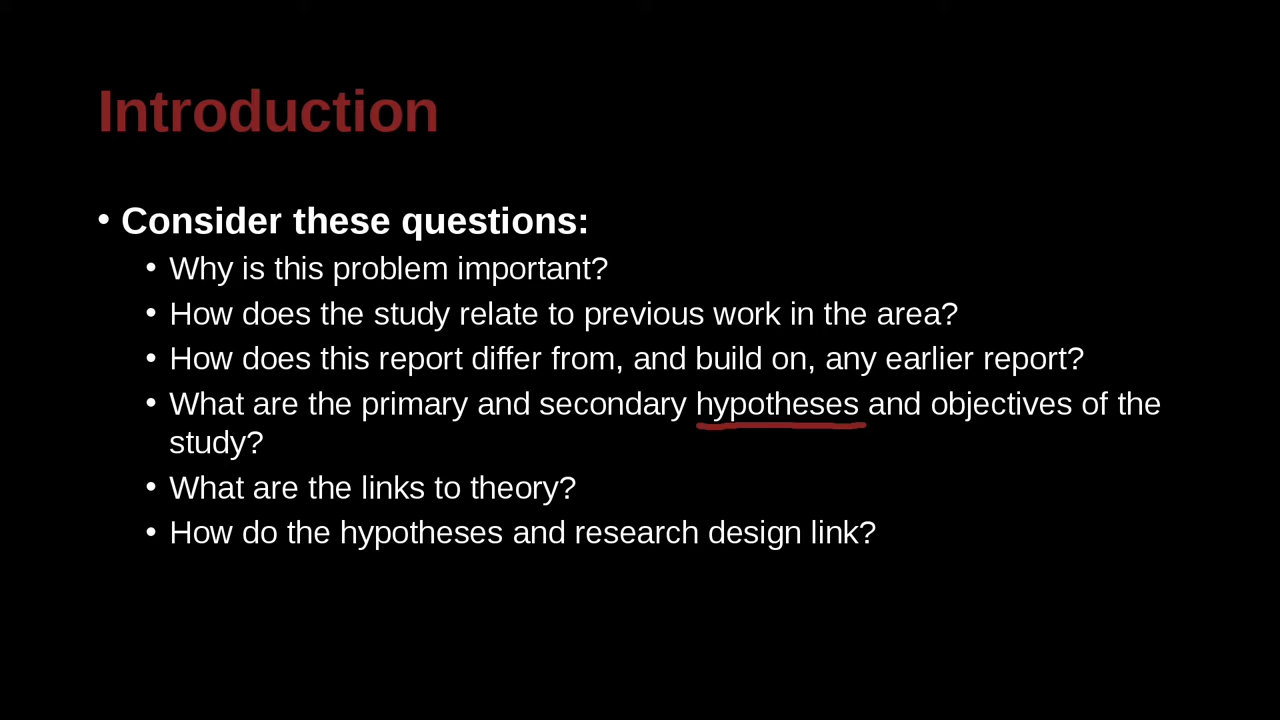 Introduction
• Consider these questions:
• Why is this problem important?
• How does the study relate to previous work in the area?
• How does this report differ from, and build on, any earlier report?
• What are the primary and secondary hypotheses and objectives of the
study?
• What are the links to theory?
• How do the hypotheses and research design link?